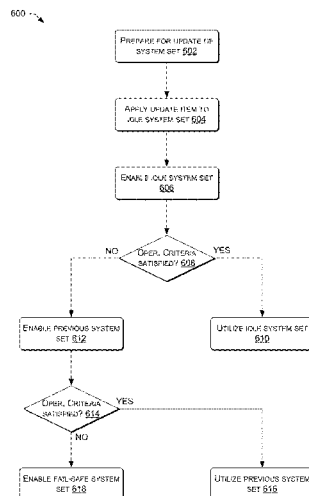 600
PREPARE FOR UPDATE OF
SYSTEM SET 602
APPLY UPDATE ITEM TO
IDLE SYSTEM SET 604
ENABLE IDLE SYSTEM SET
606
NO
OPER. CRITERIA
SATISFIED? 608
YES
ENABLE PREVIOUS SYSTEM
SET 612
UTILIZE IDLE SYSTEM SET
610
OPER. CRITERIA
SATISFIED? 614
YES
NO
ENABLE FAIL-SAFE SYSTEM
SET 618
UTILIZE PREVIOUS SYSTEM
SET 616